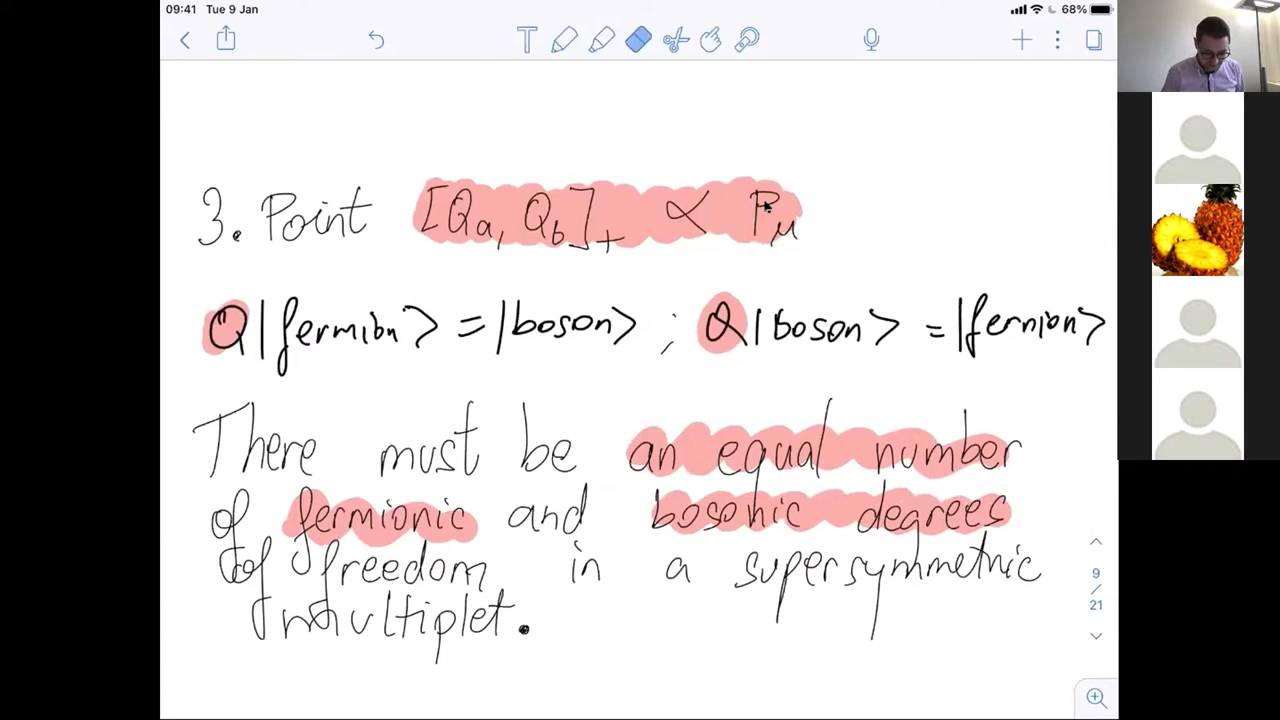 09:41 Tue 9 Jan 68%
T
3. Point [Qa, Qb]+ ∝ Pμ
Q|fermion> = |boson> ; Q|boson> = |fermion>
There must be an equal number
of fermionic and bosonic degrees
of freedom in a supersymmetric
multiplet.
9
/
21